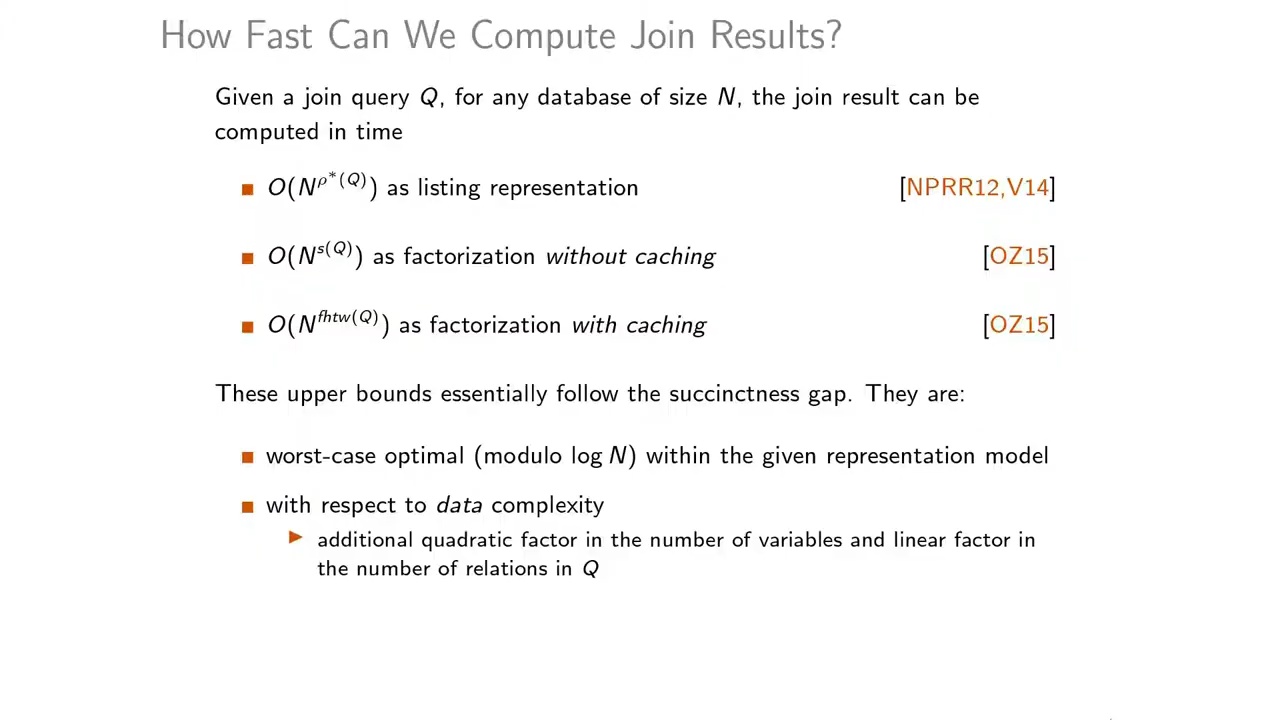 How Fast Can We Compute Join Results?
Given a join query Q, for any database of size N, the join result can be
computed in time
■ O(N^{ρ*(Q)}) as listing representation [NPRR12,V14]
■ O(N^{s(Q)}) as factorization without caching [OZ15]
■ O(N^{fhtw(Q)}) as factorization with caching [OZ15]
These upper bounds essentially follow the succinctness gap. They are:
■ worst-case optimal (modulo log N) within the given representation model
■ with respect to data complexity
▶ additional quadratic factor in the number of variables and linear factor in
the number of relations in Q